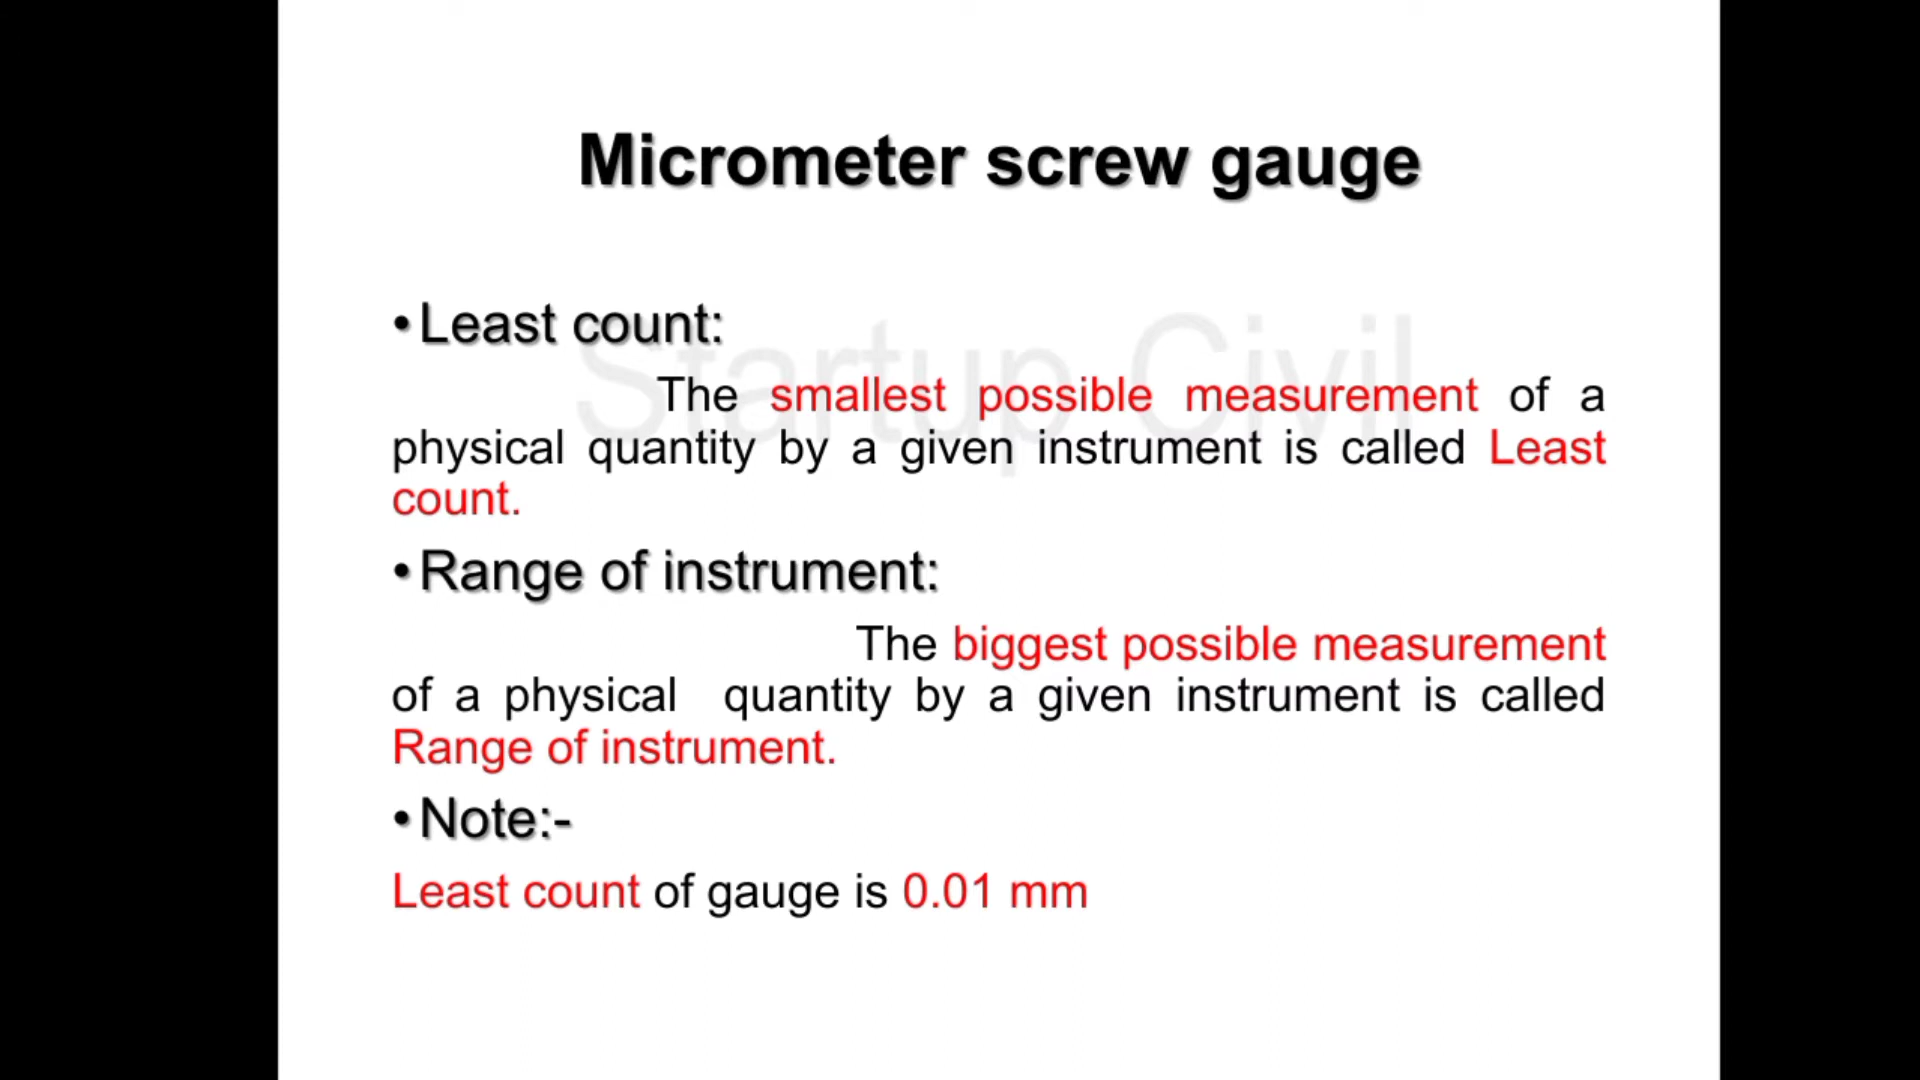 Micrometer screw gauge
Startup Civil
•Least count:
The smallest possible measurement of a
physical quantity by a given instrument is called Least
count.
•Range of instrument:
The biggest possible measurement
of a physical quantity by a given instrument is called
Range of instrument.
•Note:-
Least count of gauge is 0.01 mm